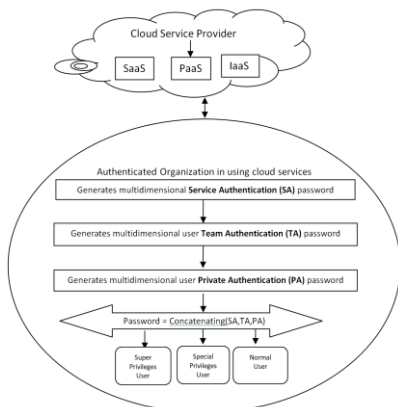 Cloud Service Provider
SaaS
PaaS
IaaS
Authenticated Organization in using cloud services
Generates multidimensional Service Authentication (SA) password
Generates multidimensional user Team Authentication (TA) password
Generates multidimensional user Private Authentication (PA) password
Password = Concatenating(SA,TA,PA)
Super
Privileges
User
Special
Privileges
User
Normal
User